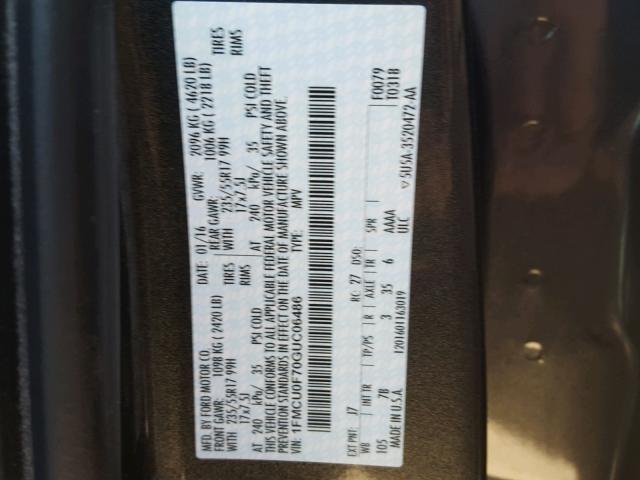 MFD. BY FORD MOTOR CO.
DATE: 01/16 GVWR: 2096 KG ( 4620 LB)
FRONT GAWR: 1098 KG ( 2420 LB) REAR GAWR: 1006 KG ( 2218 LB)
WITH 235/55R17 99H TIRES WITH 235/55R17 99H TIRES
17x7.5J RIMS 17x7.5J RIMS
AT 240 kPa/ 35 PSI COLD AT 240 kPa/ 35 PSI COLD
THIS VEHICLE CONFORMS TO ALL APPLICABLE FEDERAL MOTOR VEHICLE SAFETY AND THEFT
PREVENTION STANDARDS IN EFFECT ON THE DATE OF MANUFACTURE SHOWN ABOVE.
VIN: 1FMCU0F70GUC06486 TYPE: MPV
F0079
T0318
EXT PNT: J7 RC: 27 DSO:
WB INT TR TP/PS R AXLE TR SPR
105 78 3 35 6 AAAA
MADE IN U.S.A. 1201601163019 ULC
5U5A-3520472-AA